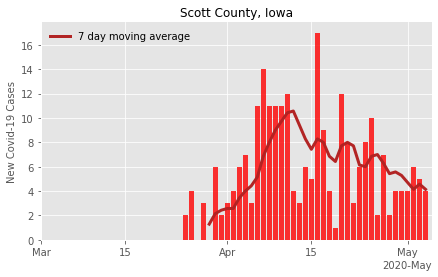 Scott County, Iowa
7 day moving average
New Covid-19 Cases
16
14
12
10
8
6
4
2
0
Mar
15
Apr
15
May
2020-May